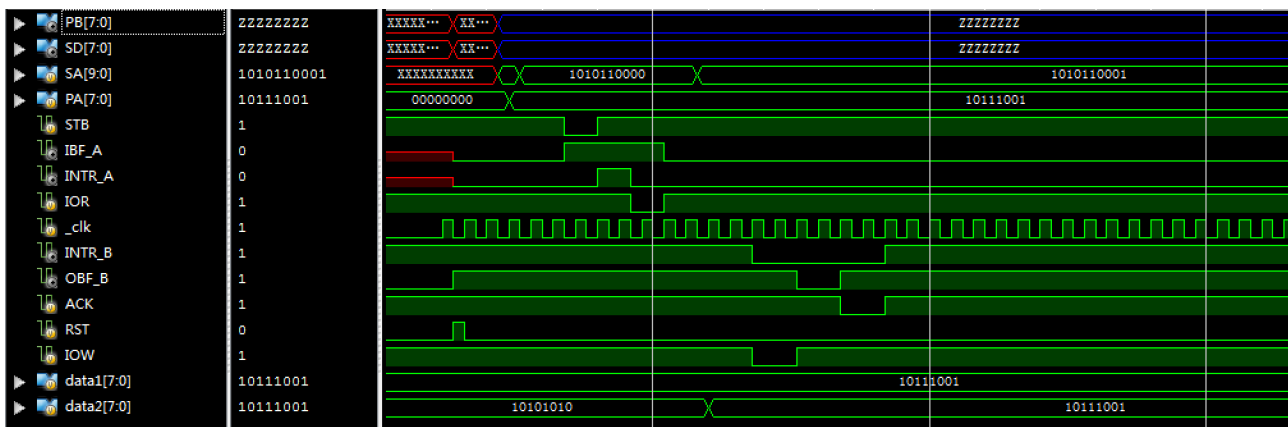 PB[7:0] ZZZZZZZZ XXXXX··· XX··· ZZZZZZZZ
SD[7:0] ZZZZZZZZ XXXX··· XX··· ZZZZZZZZ
SA[9:0] 1010110001 XXXXXXXXXX 1010110000 1010110001
PA[7:0] 10111001 00000000 10111001
STB 1
IBF_A 0
INTR_A 0
IOR 1
_clk 1
INTR_B 1
OBF_B 1
ACK 1
RST 0
IOW 1
data1[7:0] 10111001 10111001
data2[7:0] 10111001 10101010 10111001